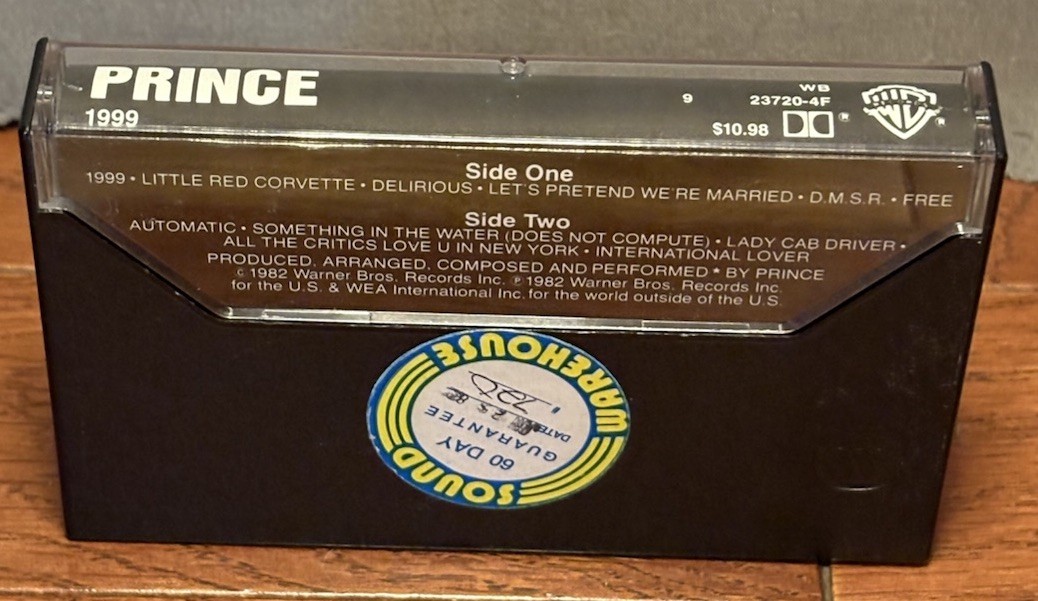 PRINCE
1999
9
WB
23720-4F
$10.98
®
WB
®
Side One
1999 • LITTLE RED CORVETTE • DELIRIOUS • LET'S PRETEND WE'RE MARRIED • D.M.S.R. • FREE
Side Two
AUTOMATIC • SOMETHING IN THE WATER (DOES NOT COMPUTE) • LADY CAB DRIVER •
ALL THE CRITICS LOVE U IN NEW YORK • INTERNATIONAL LOVER
PRODUCED, ARRANGED, COMPOSED AND PERFORMED * BY PRINCE
© 1982 Warner Bros. Records Inc. ℗ 1982 Warner Bros. Records Inc.
for the U.S. & WEA International Inc. for the world outside of the U.S.
SOUND
60 DAY
GUARANTEE
DATE
WAREHOUSE